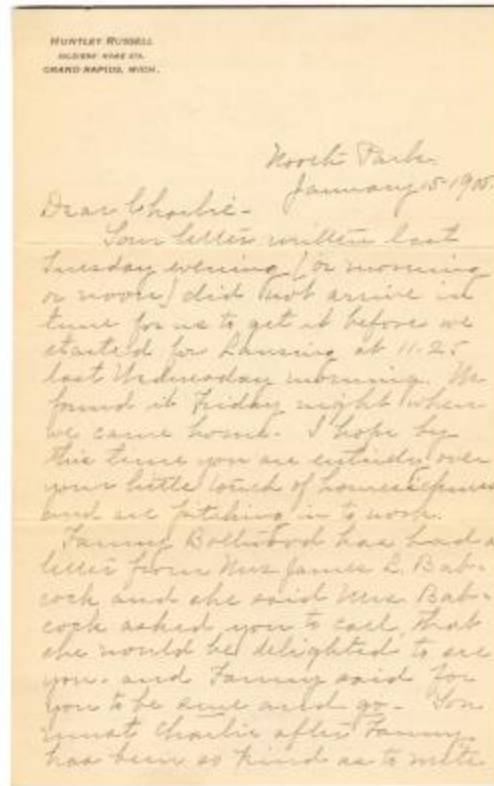 HUNTLEY RUSSELL
SOLDIERS' HOME STA.
GRAND RAPIDS, MICH.
North Park
January 15-1905
Dear Charlie-
Your letter written last
Tuesday evening (or morning
or noon) did not arrive in
time for us to get it before we
started for Lansing at 11.25
last Wednesday morning. We
found it Friday night when
we came home. I hope by
this time you are entirely over
your little touch of homesickness
and are pitching in to work.
Fanny has had a
letter from Mrs James L. Bab-
cock and she said Mrs. Bab-
cock asked you to call, that
she would be delighted to see
you. and Fanny said for
you to be sure and go. You
must Charlie after Fanny
has been so kind as to write